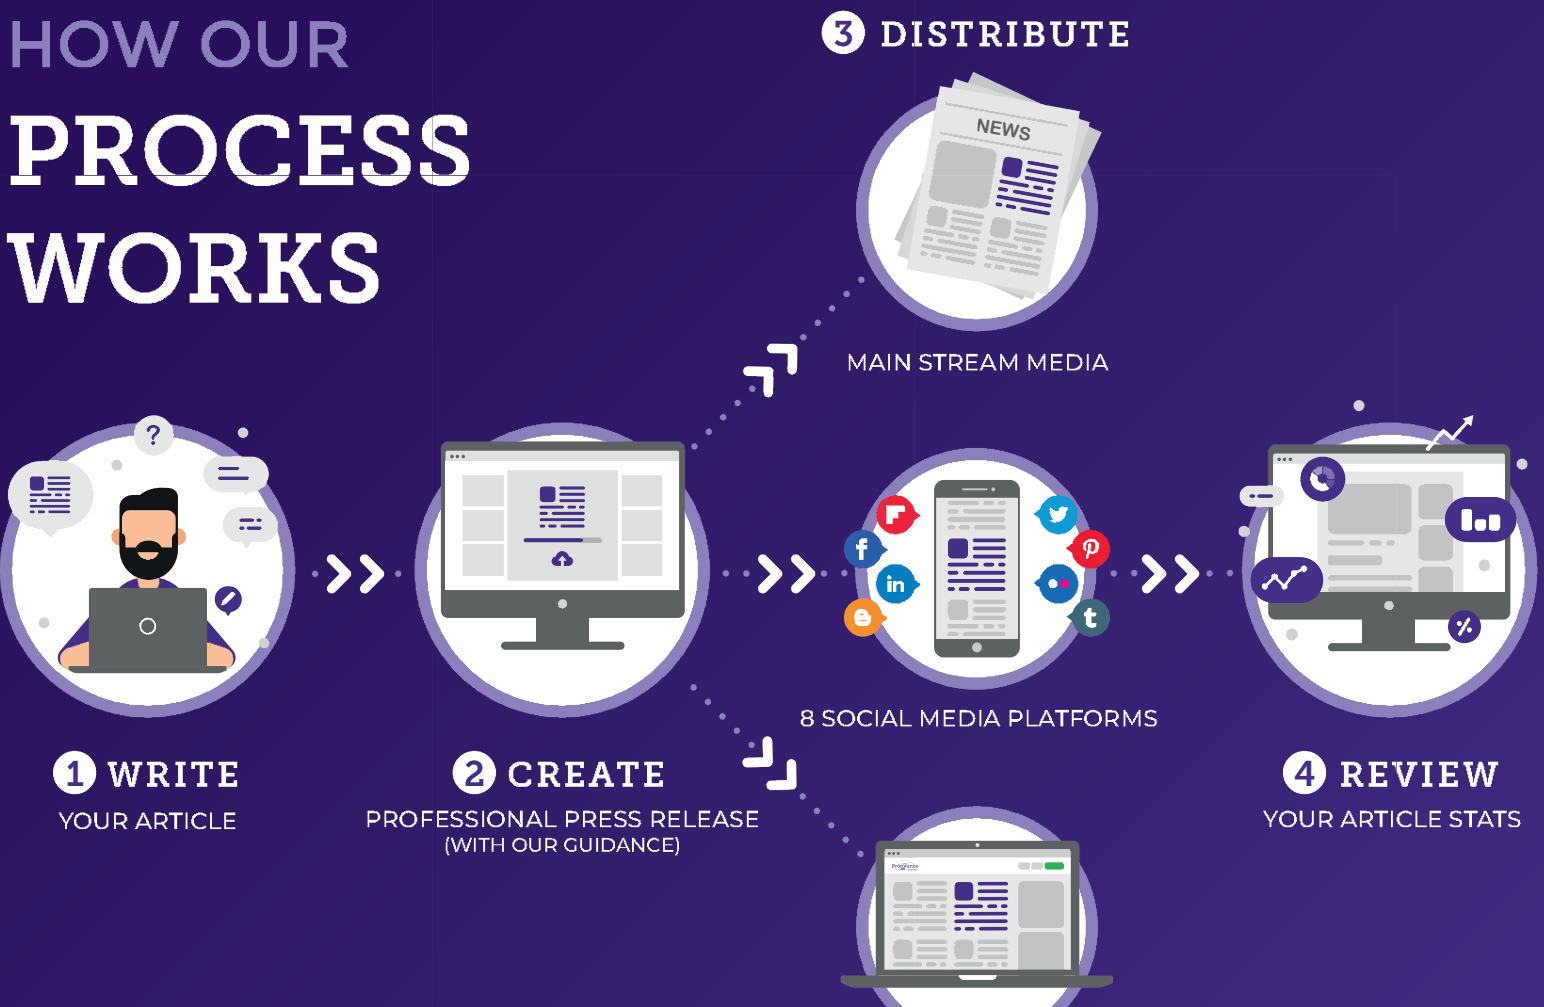 HOW OUR
PROCESS
WORKS
3 DISTRIBUTE
NEWS
MAIN STREAM MEDIA
?
f
in
t
%
8 SOCIAL MEDIA PLATFORMS
1 WRITE
YOUR ARTICLE
2 CREATE
PROFESSIONAL PRESS RELEASE
(WITH OUR GUIDANCE)
4 REVIEW
YOUR ARTICLE STATS